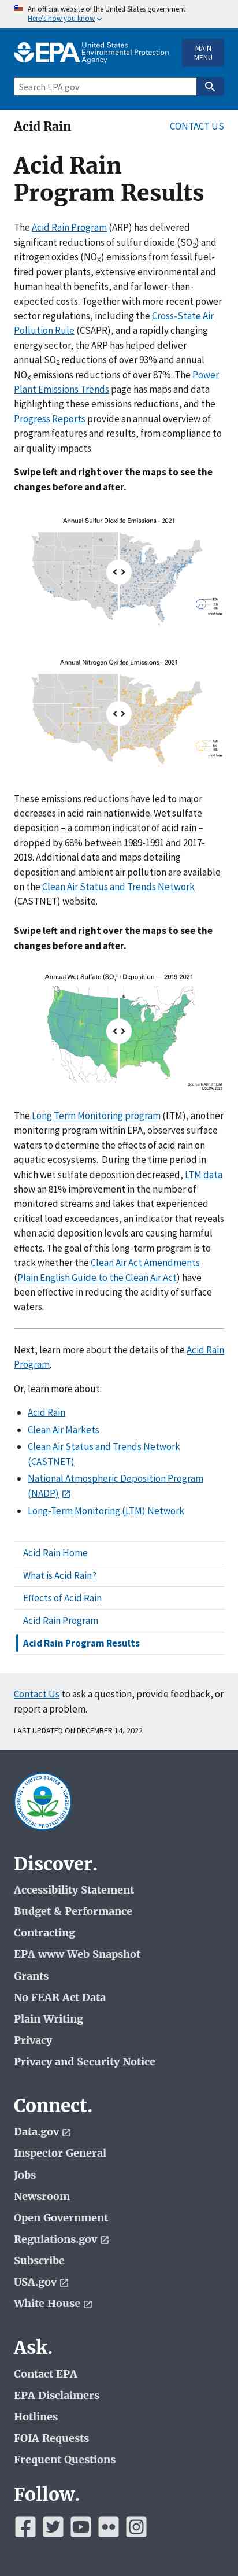 An official website of the United States government
Here's how you know
EPA United States
Environmental Protection
Agency
MAIN
MENU
Search EPA.gov
Acid Rain
CONTACT US
Acid Rain
Program Results
The Acid Rain Program (ARP) has delivered
significant reductions of sulfur dioxide (SO2) and
nitrogen oxides (NOX) emissions from fossil fuel-
fired power plants, extensive environmental and
human health benefits, and far-lower-than-
expected costs. Together with other power
sector regulations, including the Cross-State Air
Pollution Rule (CSAPR), and a rapidly changing
energy sector, the ARP has helped deliver
annual SO2 reductions of over 93% and annual
NOX emissions reductions of over 87%. The Power
Plant Emissions Trends page has maps and data
highlighting these emissions reductions, and the
Progress Reports provide an annual overview of
program features and results, from compliance to
air quality impacts.
Swipe left and right over the maps to see the
changes before and after.
Annual Sulfur Dioxide Emissions - 2021
Annual Nitrogen Oxides Emissions - 2021
These emissions reductions have led to major
decreases in acid rain nationwide. Wet sulfate
deposition – a common indicator of acid rain –
dropped by over 68% between 1989-1991 and 2017-
2019. Additional data and maps detailing
deposition and ambient air pollution are available
on the Clean Air Status and Trends Network
(CASTNET) website.
Swipe left and right over the maps to see the
changes before and after.
Annual Wet Sulfate (SO4 2-) Deposition — 2019-2021
Source: NADP/PRISM
USEPA, 2022
The Long Term Monitoring program (LTM), another
monitoring program within EPA, observes surface
waters to determine the effects of acid rain on
aquatic ecosystems.  During the time period in
which wet sulfate deposition decreased, LTM data
show an 81% improvement in the number of
monitored streams and lakes that experienced
critical load exceedances, an indicator that reveals
when acid deposition levels are causing harmful
effects. The goal of this long-term program is to
track whether the Clean Air Act Amendments
(Plain English Guide to the Clean Air Act) have
been effective in reducing the acidity of surface
waters.
Next, learn more about the details of the Acid Rain
Program.
Or, learn more about:
Acid Rain
Clean Air Markets
Clean Air Status and Trends Network
(CASTNET)
National Atmospheric Deposition Program
(NADP)
Long-Term Monitoring (LTM) Network
Acid Rain Home
What is Acid Rain?
Effects of Acid Rain
Acid Rain Program
Acid Rain Program Results
Contact Us to ask a question, provide feedback, or
report a problem.
LAST UPDATED ON DECEMBER 14, 2022
UNITED STATES
ENVIRONMENTAL PROTECTION AGENCY
Discover.
Accessibility Statement
Budget & Performance
Contracting
EPA www Web Snapshot
Grants
No FEAR Act Data
Plain Writing
Privacy
Privacy and Security Notice
Connect.
Data.gov
Inspector General
Jobs
Newsroom
Open Government
Regulations.gov
Subscribe
USA.gov
White House
Ask.
Contact EPA
EPA Disclaimers
Hotlines
FOIA Requests
Frequent Questions
Follow.